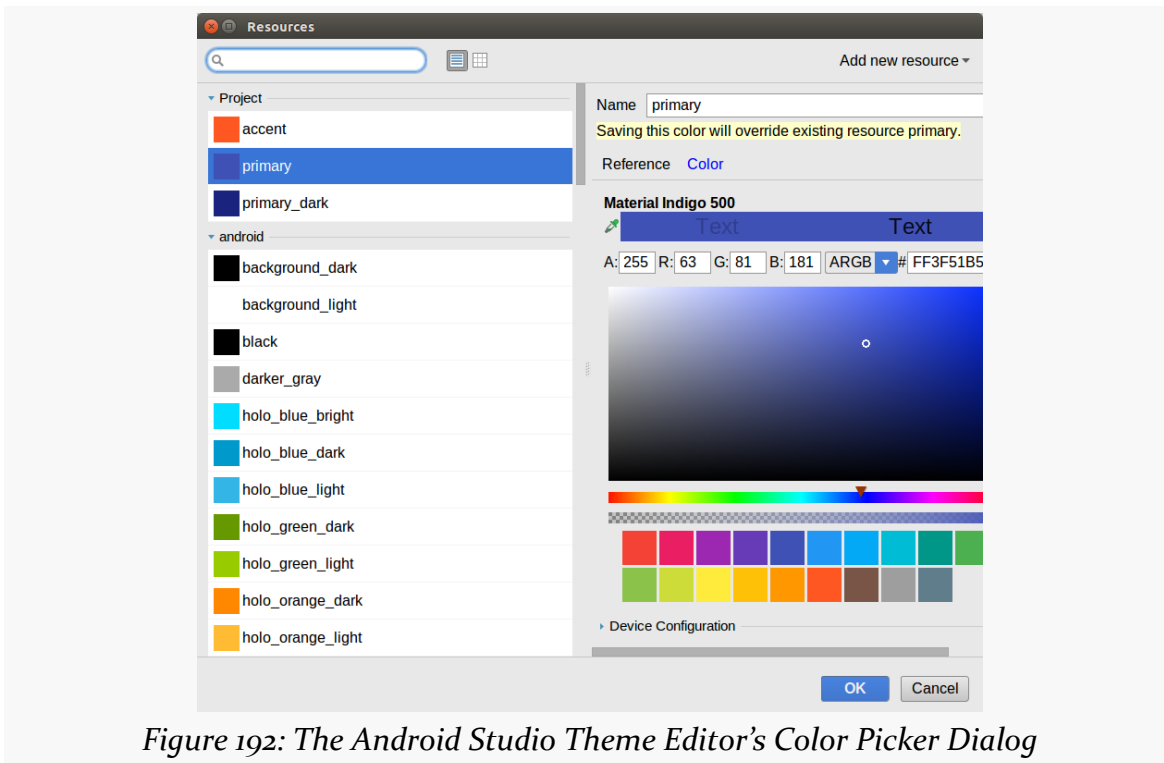 Resources
Add new resource
Project
accent
primary
primary_dark
android
background_dark
background_light
black
darker_gray
holo_blue_bright
holo_blue_dark
holo_blue_light
holo_green_dark
holo_green_light
holo_orange_dark
holo_orange_light
Name primary
Saving this color will override existing resource primary.
Reference Color
Material Indigo 500
Text Text
A: 255 R: 63 G: 81 B: 181 ARGB # FF3F51B5
Device Configuration
OK Cancel
Figure 192: The Android Studio Theme Editor's Color Picker Dialog